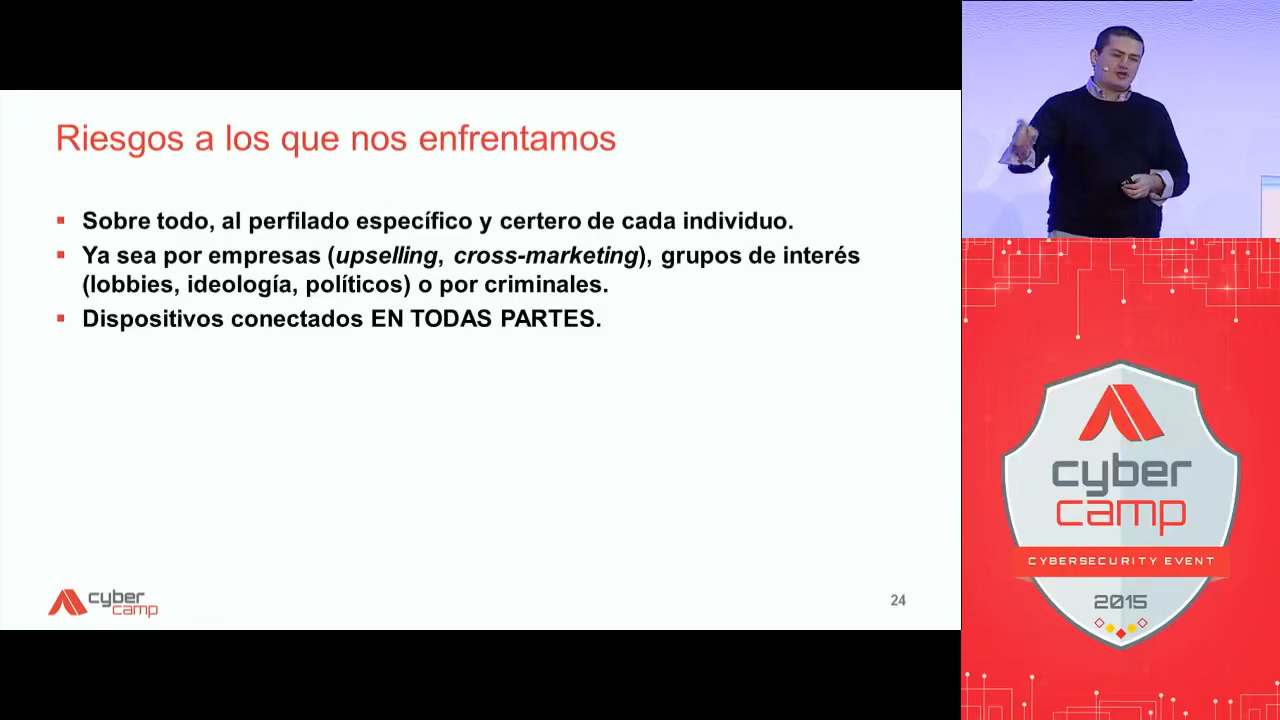 Riesgos a los que nos enfrentamos
▪ Sobre todo, al perfilado específico y certero de cada individuo.
▪ Ya sea por empresas (upselling, cross-marketing), grupos de interés
(lobbies, ideología, políticos) o por criminales.
▪ Dispositivos conectados EN TODAS PARTES.
cyber
camp
24
cyber
camp
CYBERSECURITY EVENT
2015